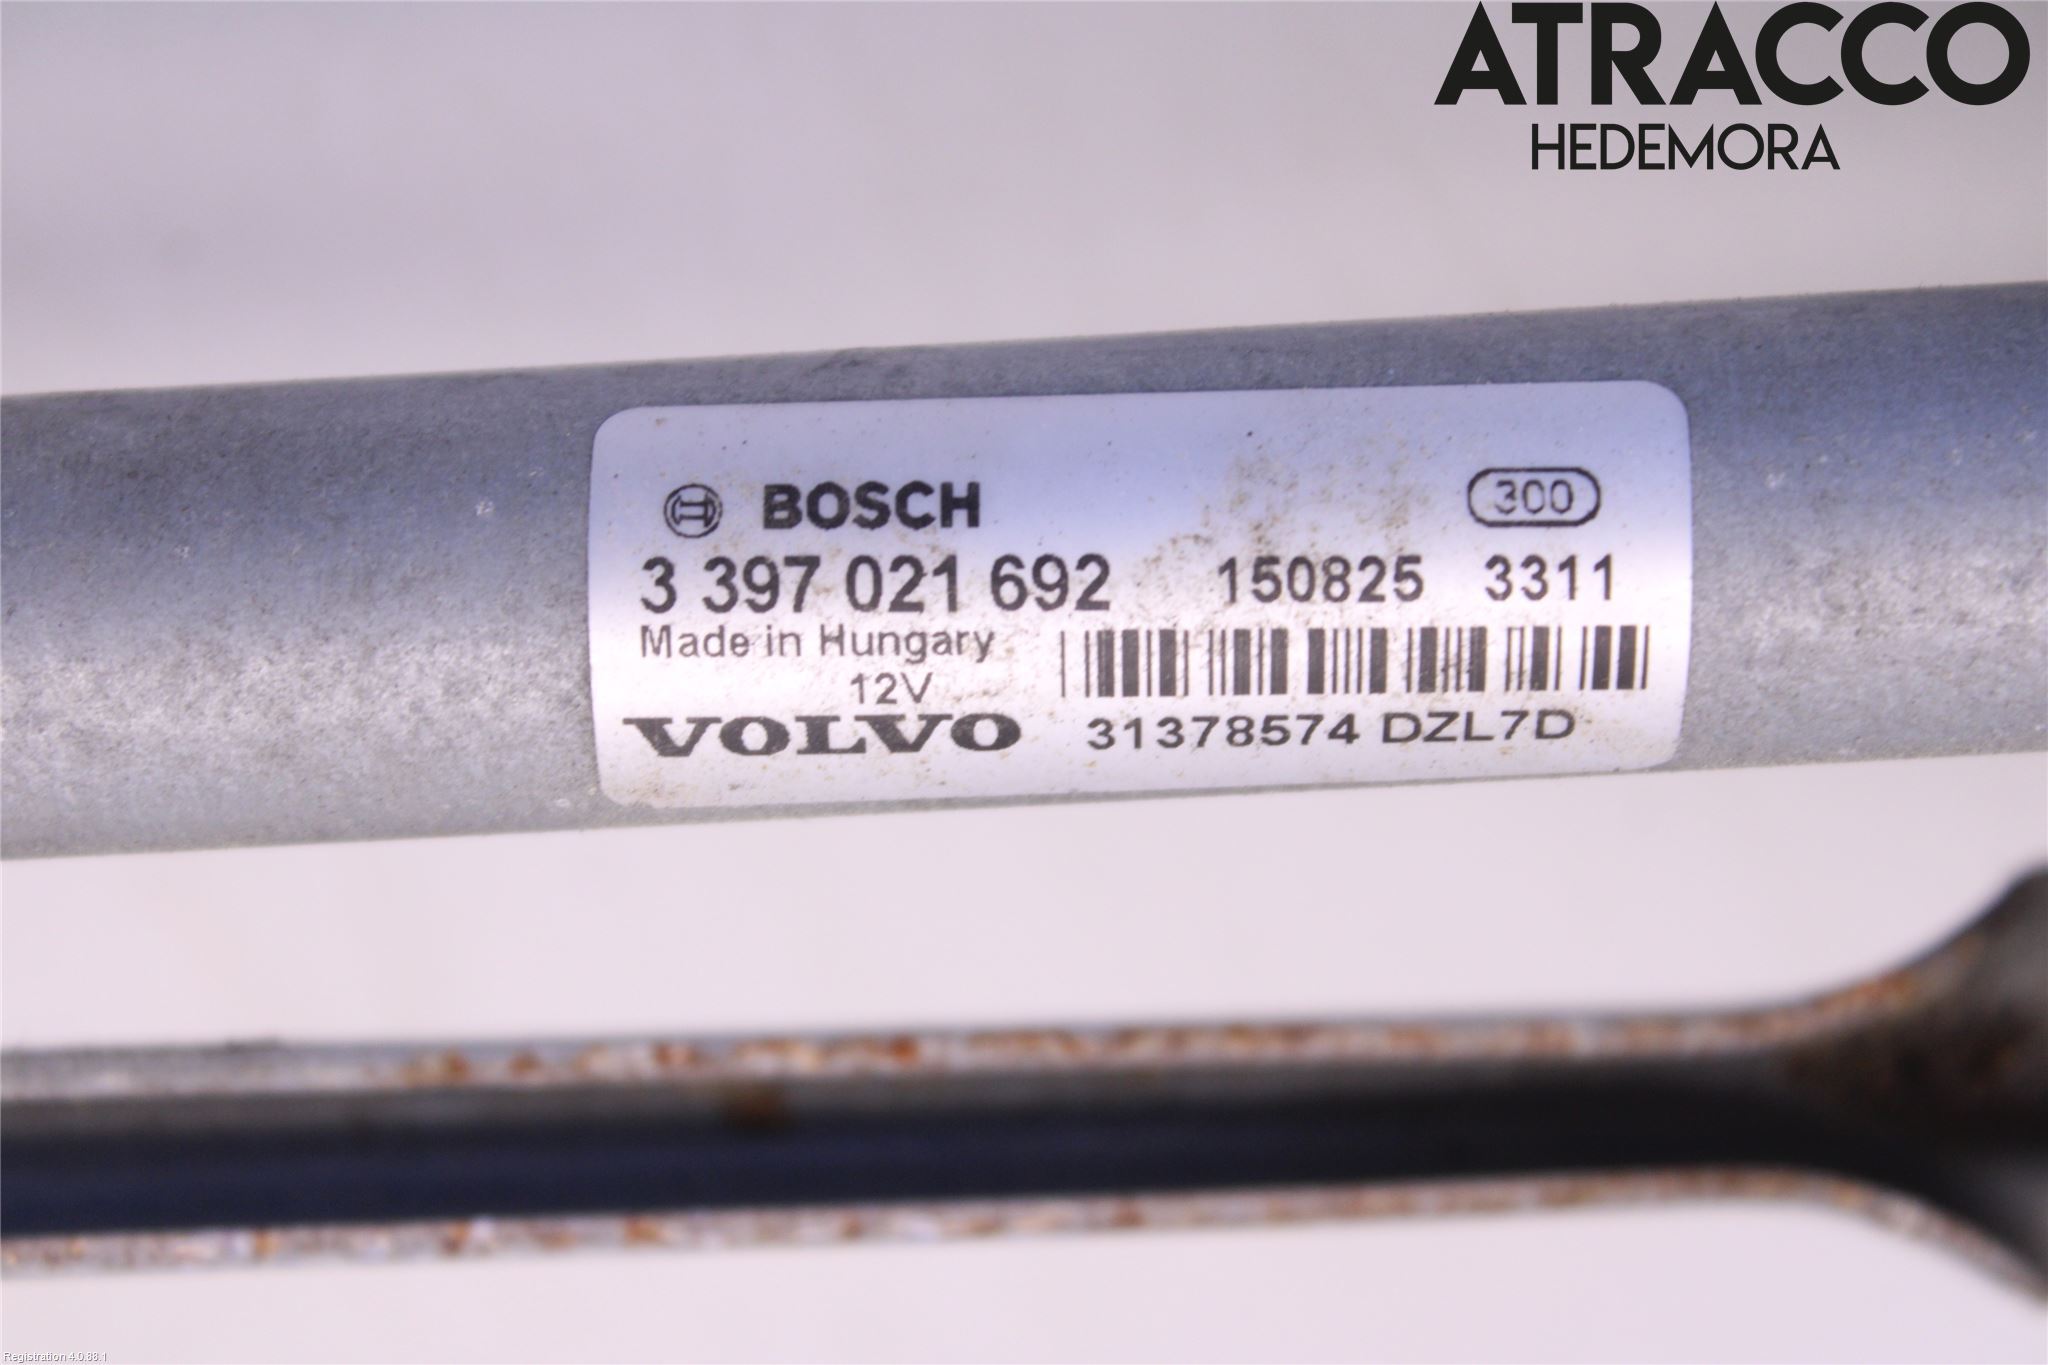 ATRACCO
HEDEMORA
BOSCH 300
3 397 021 692 150825 3311
Made in Hungary
12V
VOLVO 31378574 DZL7D
Registration 4.0.88.1